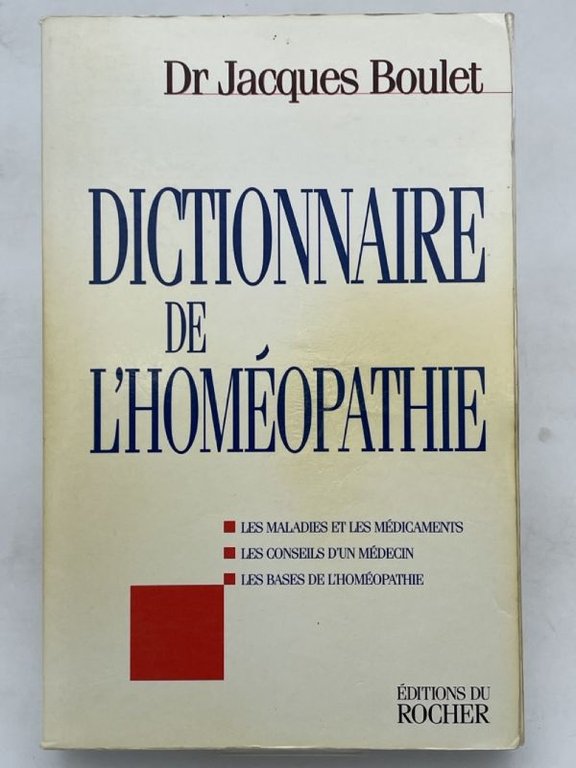 Dr Jacques Boulet
DICTIONNAIRE
DE
L'HOMÉOPATHIE
LES MALADIES ET LES MÉDICAMENTS
LES CONSEILS D'UN MÉDECIN
LES BASES DE L'HOMÉOPATHIE
ÉDITIONS DU
ROCHER